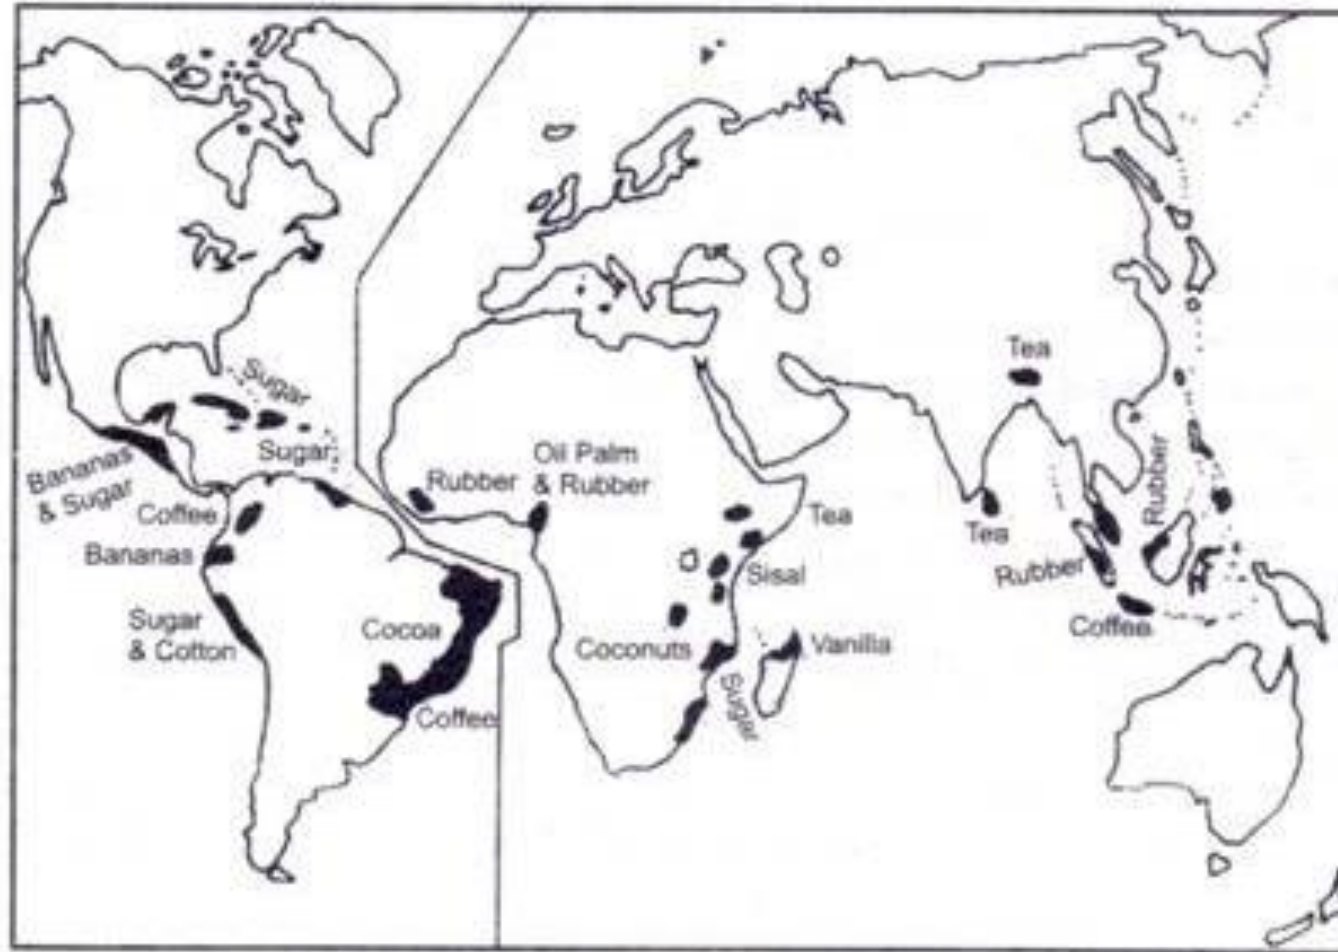 Sugar
Sugar
Bananas
& Sugar
Coffee
Bananas
Sugar
& Cotton
Cocoa
Coffee
Rubber
Oil Palm
& Rubber
Tea
Sisal
Coconuts
Vanilla
Sugar
Tea
Tea
Rubber
Rubber
Coffee